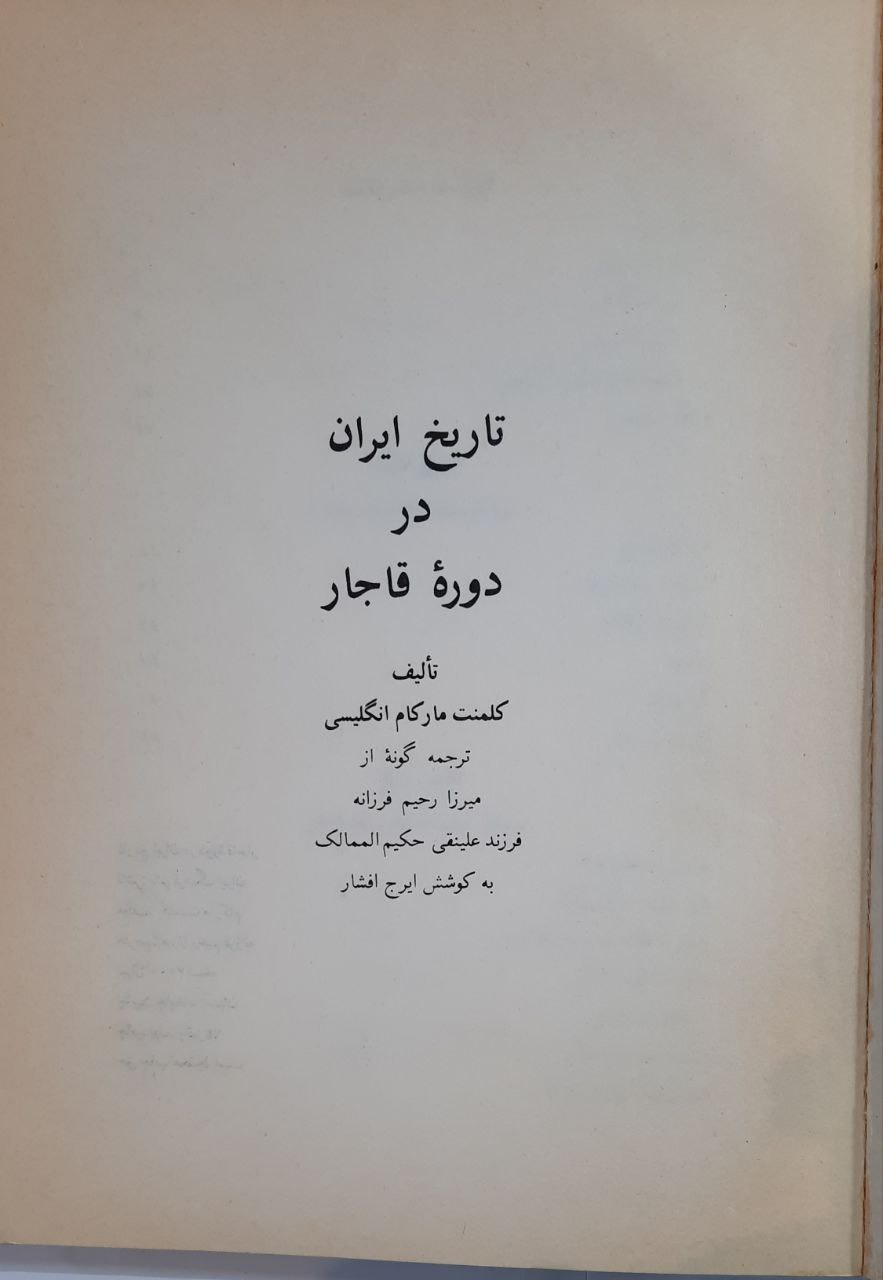 تاریخ ایران
در
دورهٔ قاجار
تألیف
کلمنت مارکام انگلیسی
ترجمه گونهٔ از
میرزا رحیم فرزانه
فرزند علینقی حکیم الممالک
به کوشش ایرج افشار